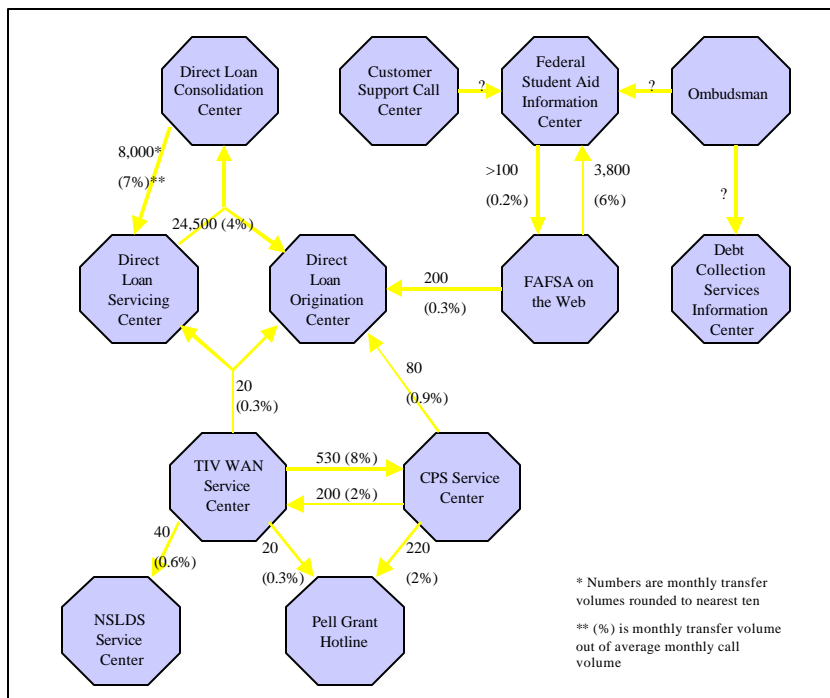 Direct Loan
Consolidation
Center
Customer
Support Call
Center
?
Federal
Student Aid
Information
Center
?
Ombudsman
8,000*
(7%)**
24,500 (4%)
>100
(0.2%)
3,800
(6%)
?
Direct
Loan
Servicing
Center
Direct
Loan
Origination
Center
200
(0.3%)
FAFSA on
the Web
Debt
Collection
Services
Information
Center
20
(0.3%)
80
(0.9%)
TIV WAN
Service
Center
530 (8%)
200 (2%)
CPS Service
Center
40
(0.6%)
20
(0.3%)
220
(2%)
NSLDS
Service
Center
Pell Grant
Hotline
* Numbers are monthly transfer
volumes rounded to nearest ten
** (%) is monthly transfer volume
out of average monthly call
volume